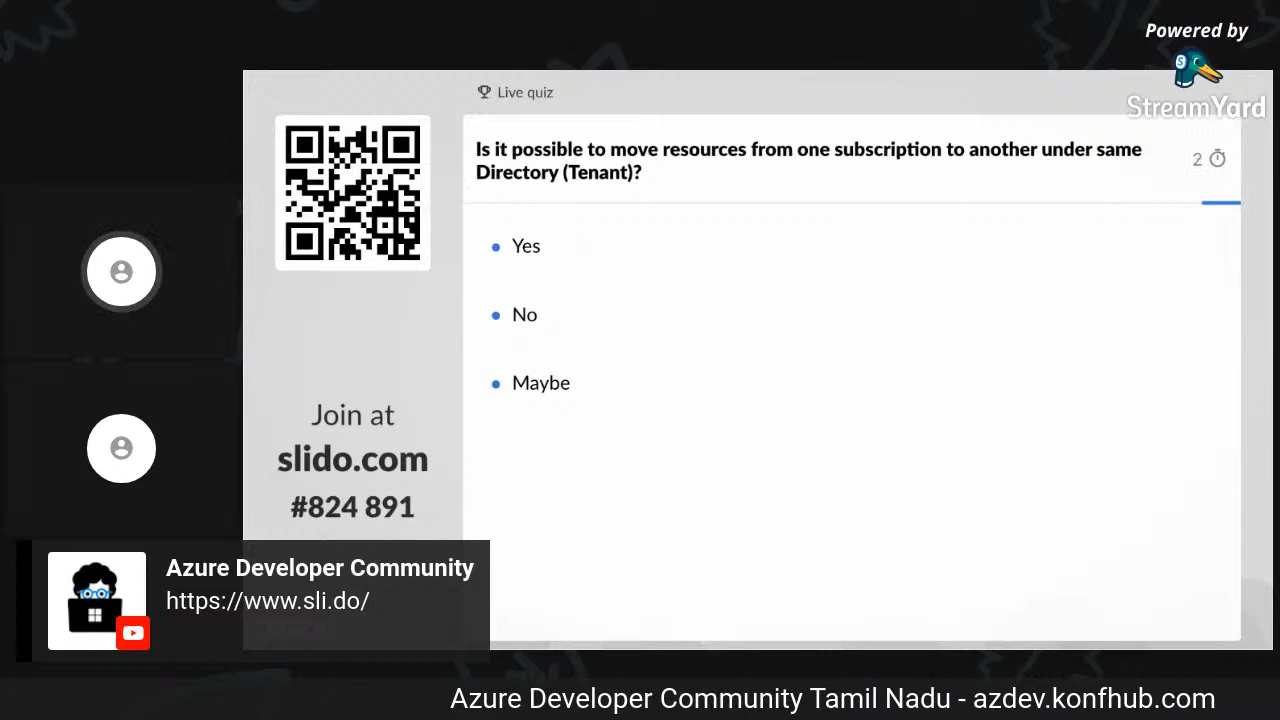 Powered by
StreamYard
Live quiz
Is it possible to move resources from one subscription to another under same
Directory (Tenant)?
2
Yes
No
Maybe
Join at
slido.com
#824 891
Azure Developer Community
https://www.sli.do/
Azure Developer Community Tamil Nadu - azdev.konfhub.com